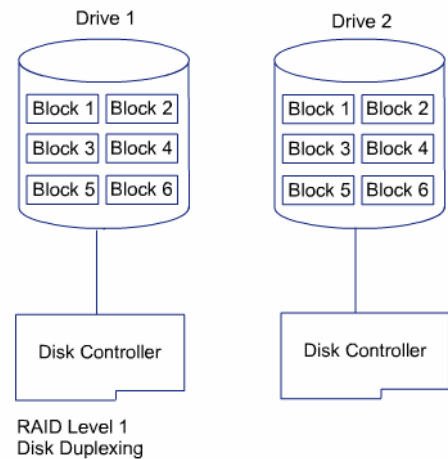 Drive 1
Drive 2
Block 1 Block 2
Block 3 Block 4
Block 5 Block 6
Block 1 Block 2
Block 3 Block 4
Block 5 Block 6
Disk Controller
Disk Controller
RAID Level 1
Disk Duplexing